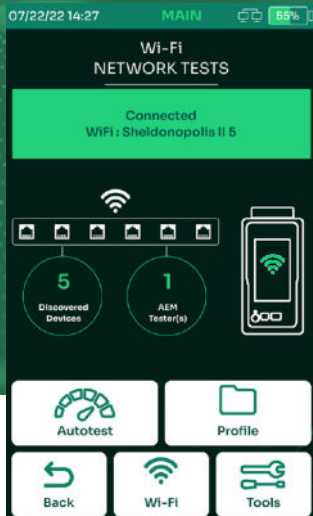 07/22/22 14:27 MAIN 55%
Wi-Fi
NETWORK TESTS
Connected
WiFi : Sheldonopolis II 5
5
Discovered
Devices
1
AEM
Tester(s)
Autotest
Profile
Back
Wi-Fi
Tools